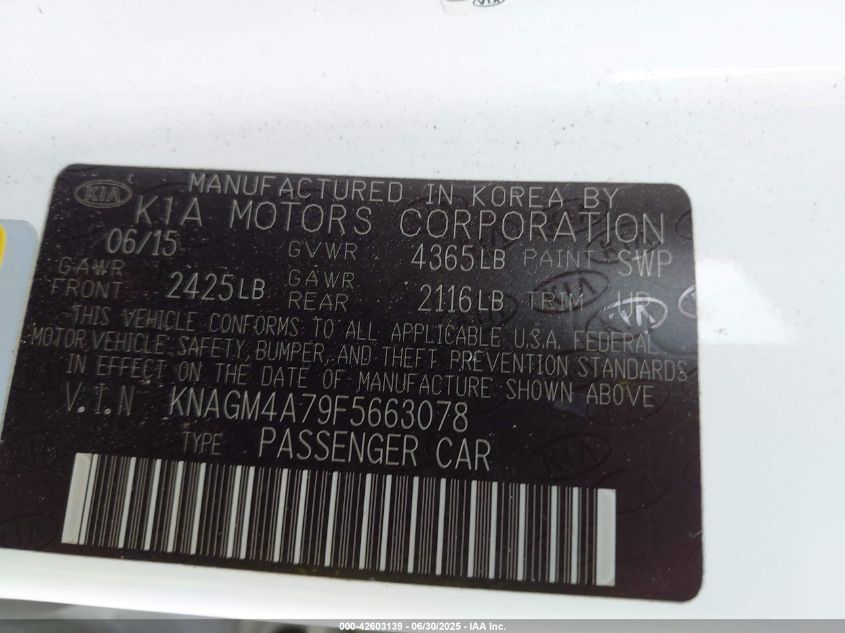 KIA
MANUFACTURED IN KOREA BY
KIA MOTORS CORPORATION
06/15 GVWR 4365LB PAINT SWP
GAWR FRONT 2425LB GAWR REAR 2116LB TRIM UP
THIS VEHICLE CONFORMS TO ALL APPLICABLE U.S.A. FEDERAL
MOTOR VEHICLE SAFETY, BUMPER, AND THEFT PREVENTION STANDARDS
IN EFFECT ON THE DATE OF MANUFACTURE SHOWN ABOVE
V.I.N KNAGM4A79F5663078
TYPE PASSENGER CAR
000-42603139 - 06/30/2025 - IAA Inc.